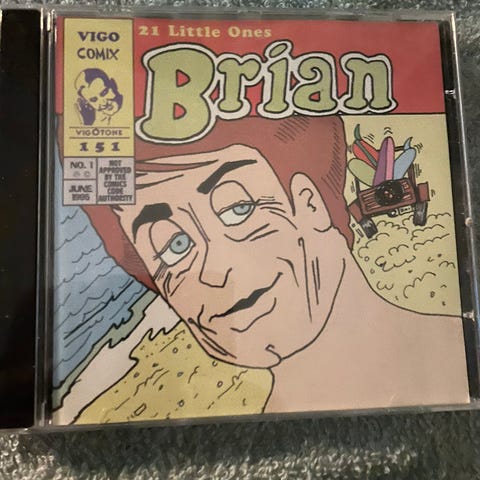 VIGO
COMIX
VIGOTONE
151
NO. 1
JUNE
1995
NOT
APPROVED
BY THE
COMICS
CODE
AUTHORITY
21 Little Ones
Brian